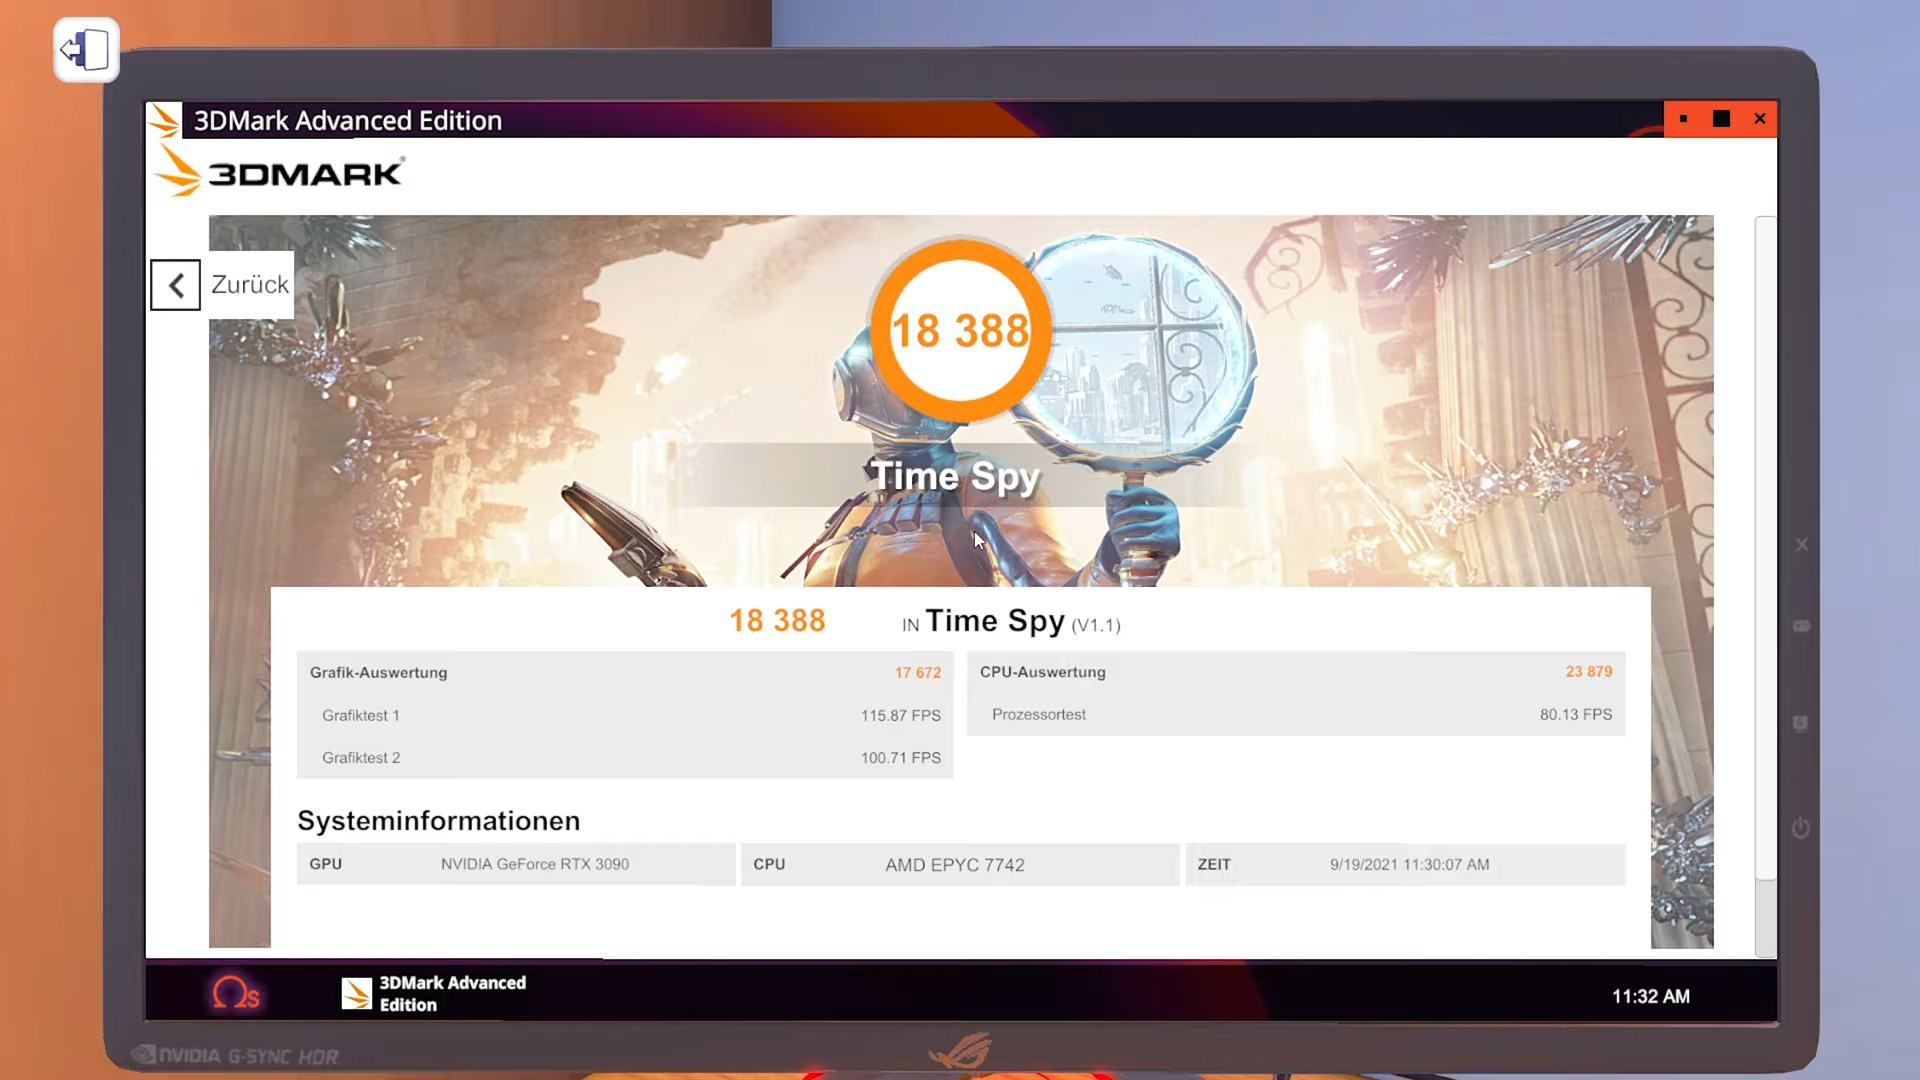 3DMark Advanced Edition
3DMARK
Zurück
18 388
Time Spy
18 388 IN Time Spy (V1.1)
Grafik-Auswertung 17 672
Grafiktest 1 115.87 FPS
Grafiktest 2 100.71 FPS
CPU-Auswertung 23 879
Prozessortest 80.13 FPS
Systeminformationen
GPU NVIDIA GeForce RTX 3090
CPU AMD EPYC 7742
ZEIT 9/19/2021 11:30:07 AM
Ωs
3DMark Advanced
Edition
11:32 AM
NVIDIA G-SYNC HDR